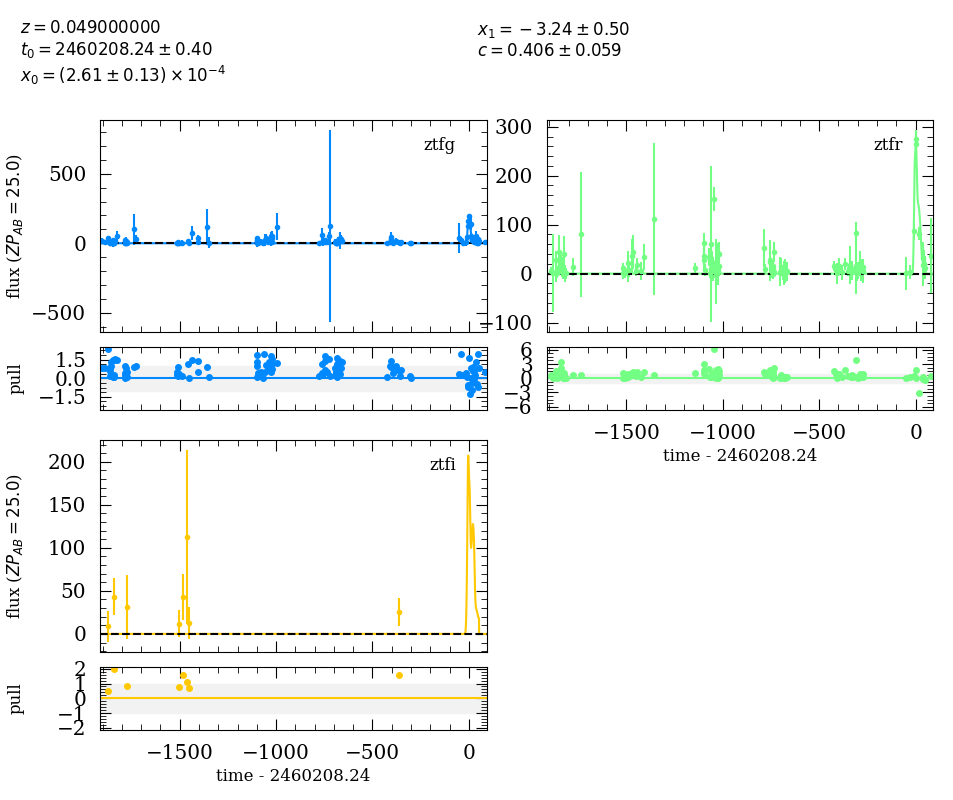 z = 0.049000000
t₀ = 2460208.24 ± 0.40
x₀ = (2.61 ± 0.13) × 10⁻⁴
x₁ = −3.24 ± 0.50
c = 0.406 ± 0.059
ztfg
flux (ZP_AB = 25.0)
500
0
−500
pull
1.5
0.0
−1.5
ztfr
300
200
100
0
−100
6
3
0
−3
−6
−1500
−1000
−500
0
time - 2460208.24
ztfi
flux (ZP_AB = 25.0)
200
150
100
50
0
pull
2
1
0
−1
−2
−1500
−1000
−500
0
time - 2460208.24